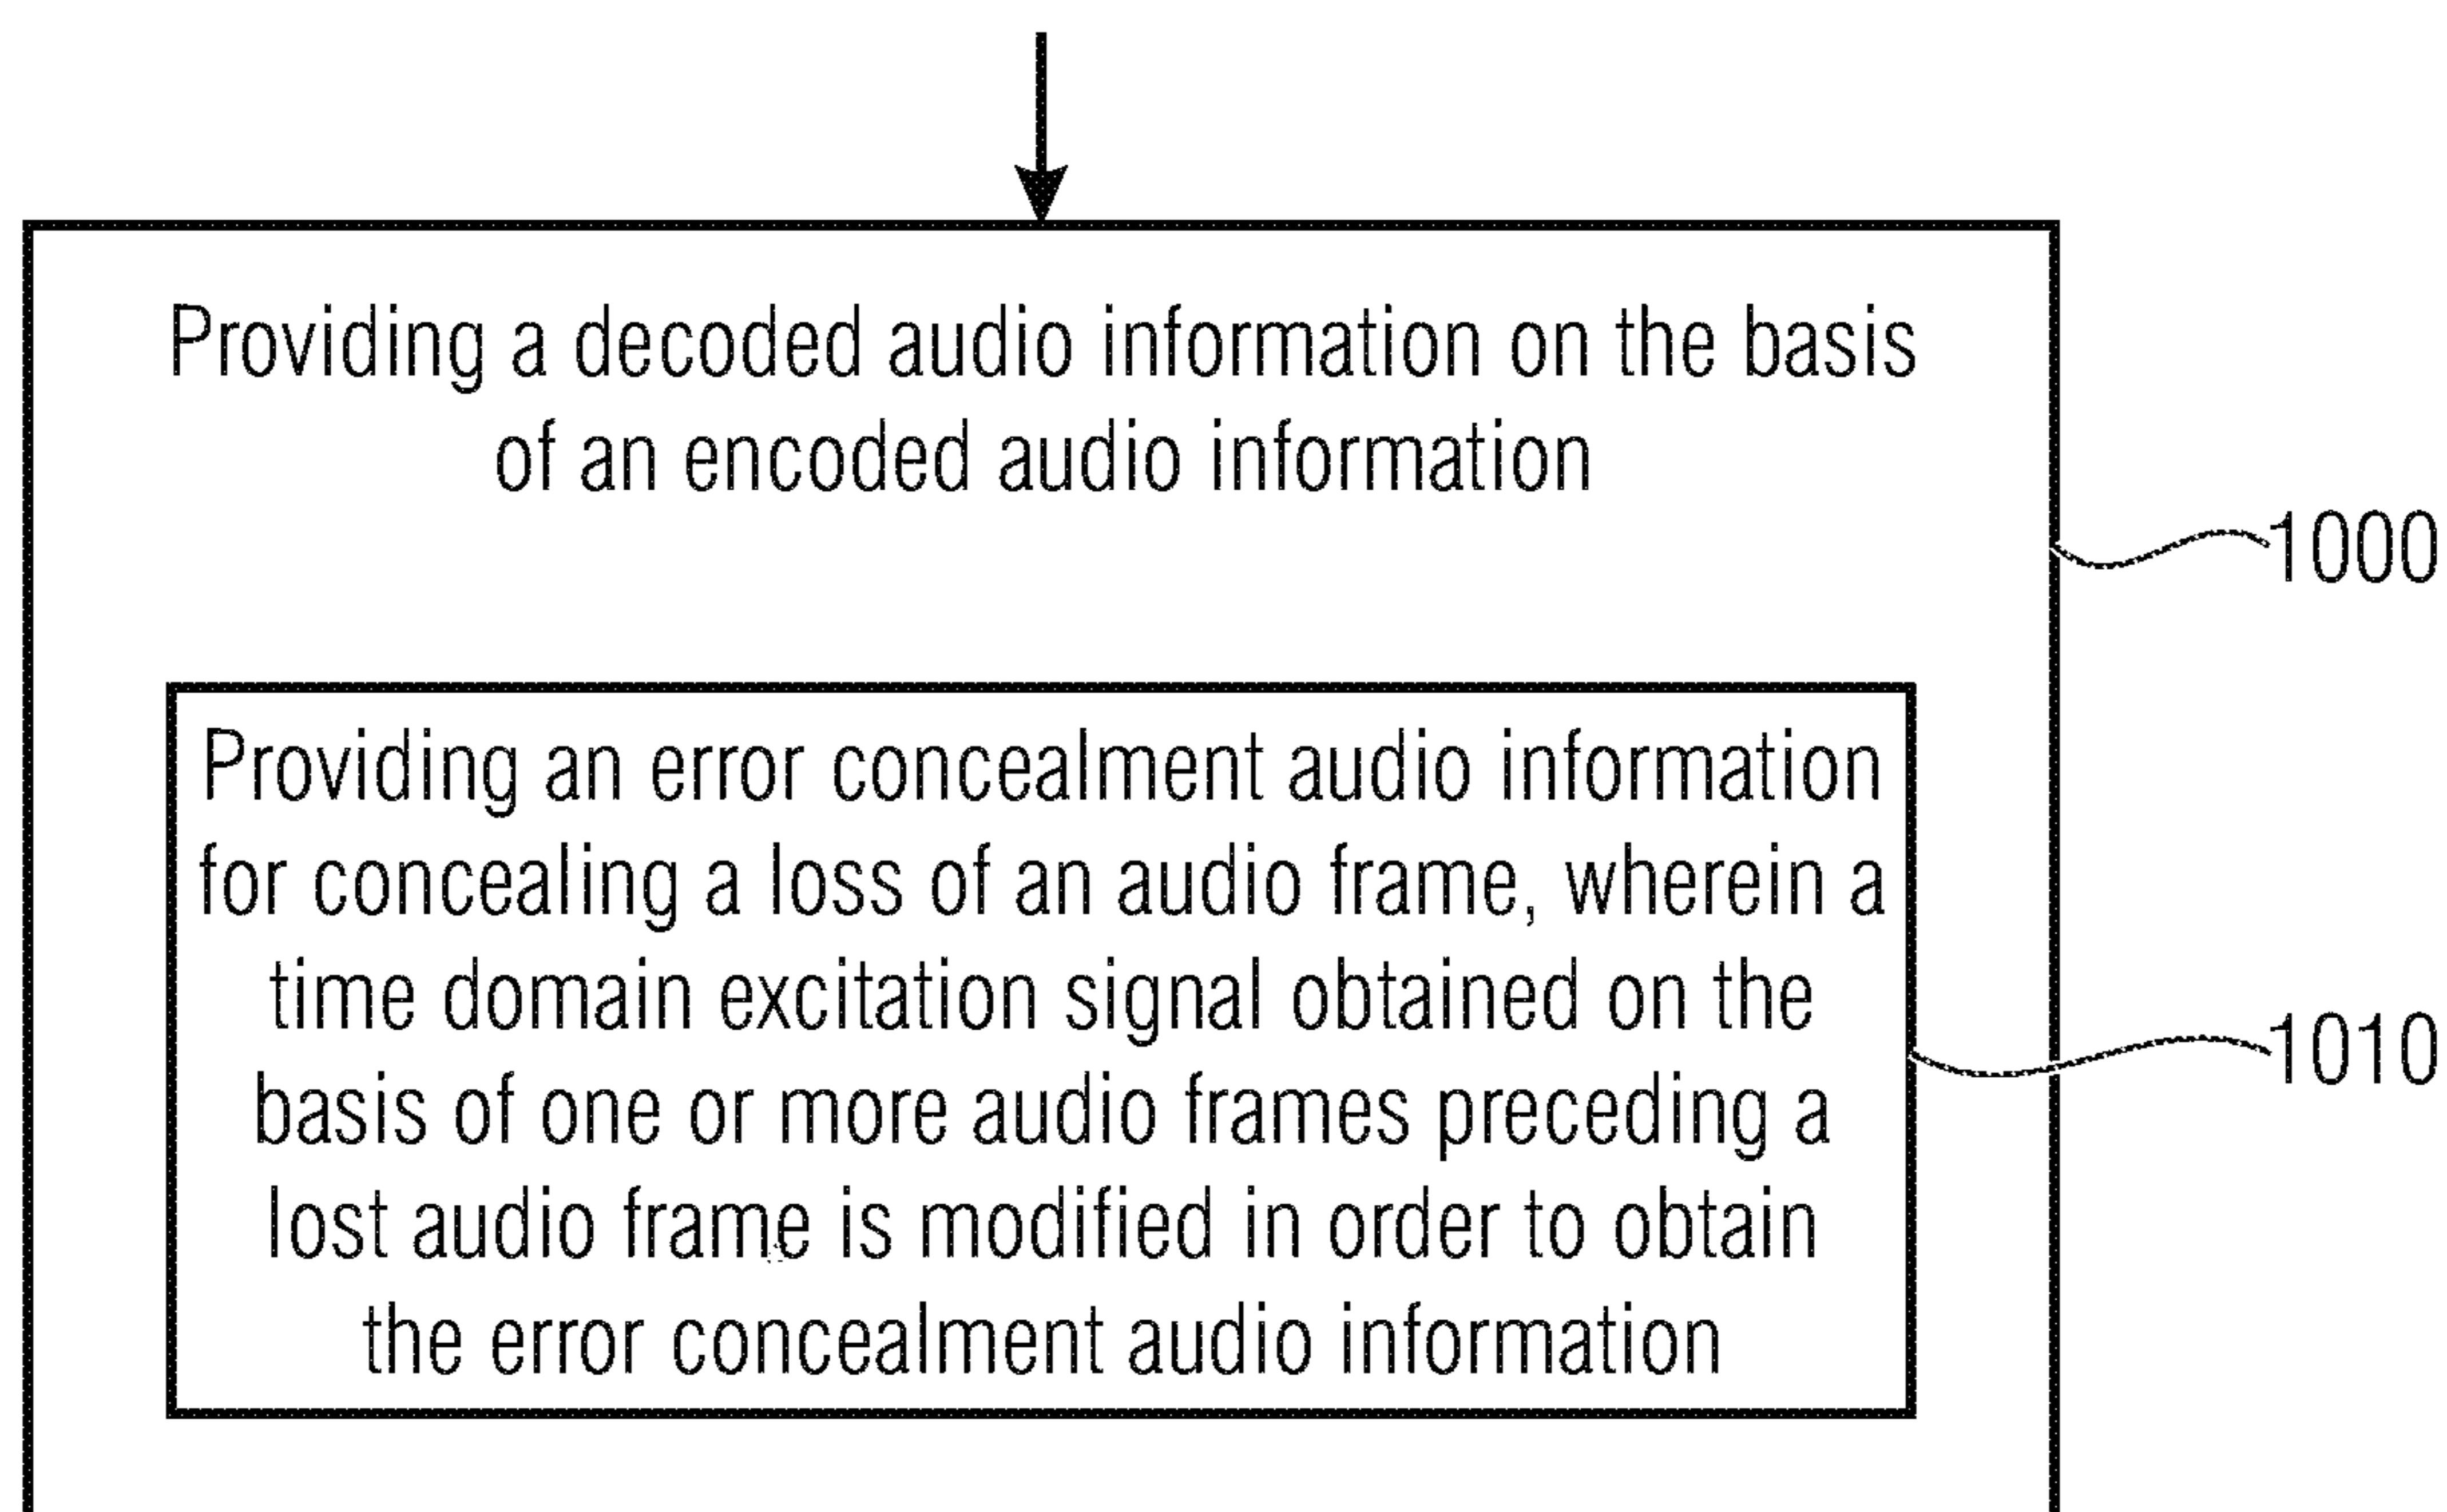 Providing a decoded audio information on the basis
of an encoded audio information
1000
Providing an error concealment audio information
for concealing a loss of an audio frame, wherein a
time domain excitation signal obtained on the
basis of one or more audio frames preceding a
lost audio frame is modified in order to obtain
the error concealment audio information
1010